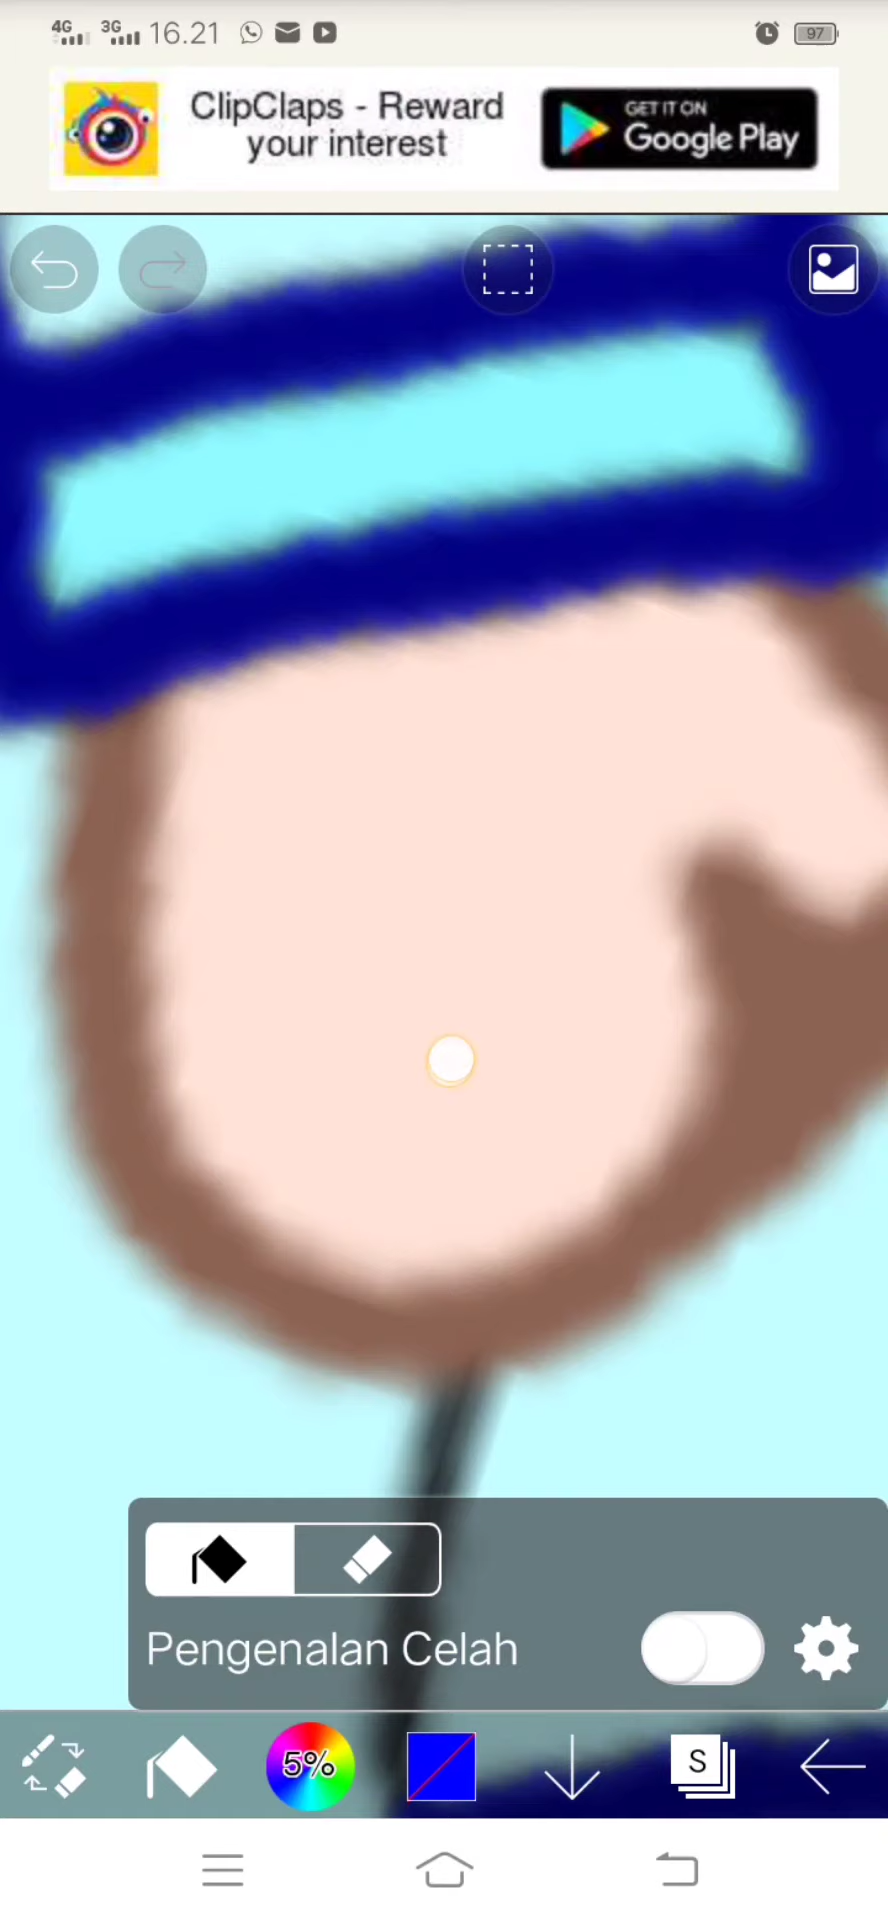 4G 3G 16.21 97
ClipClaps - Reward
your interest
GET IT ON
Google Play
Pengenalan Celah
5% S